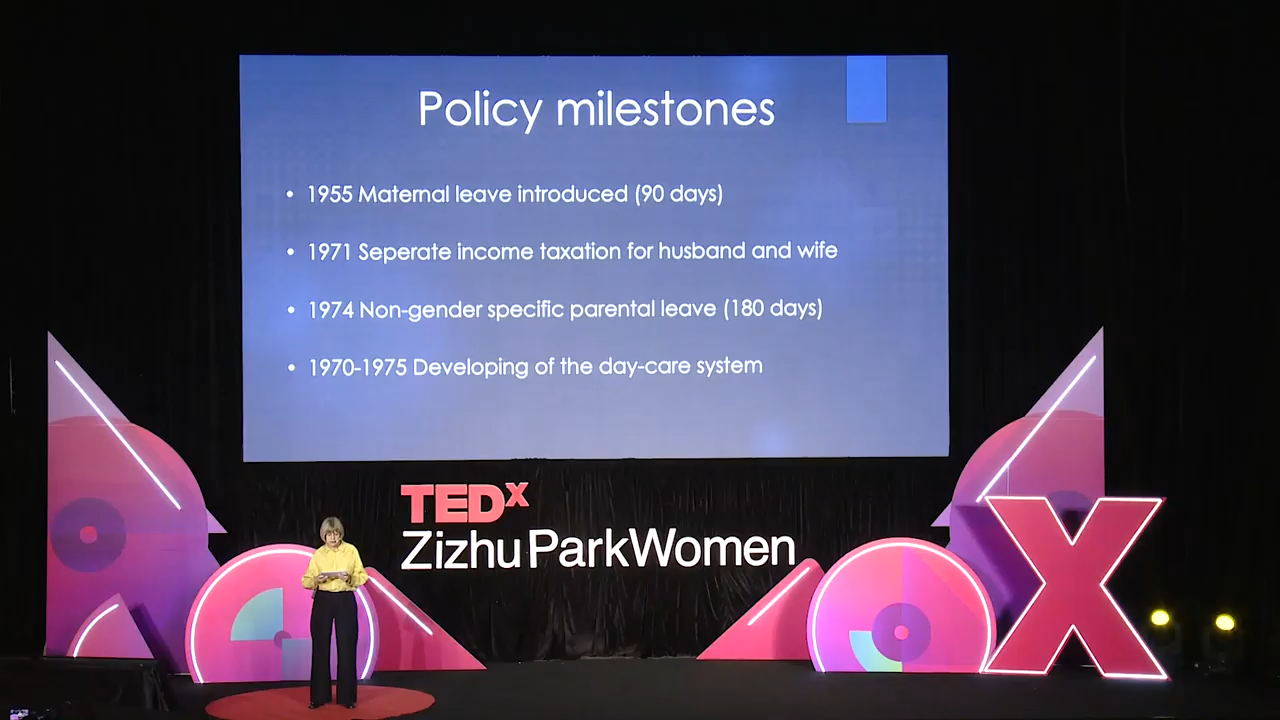 Policy milestones
• 1955 Maternal leave introduced (90 days)
• 1971 Seperate income taxation for husband and wife
• 1974 Non-gender specific parental leave (180 days)
• 1970-1975 Developing of the day-care system
TEDx
ZizhuParkWomen
X